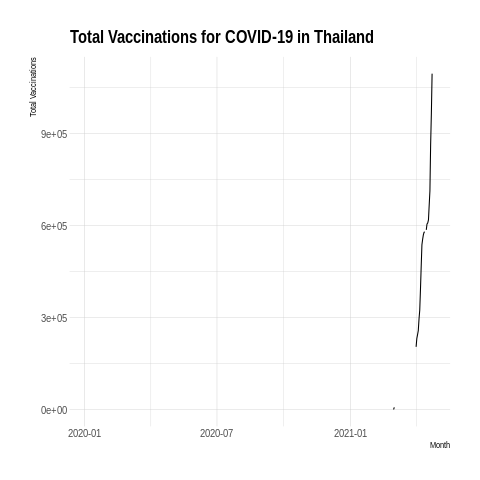 Total Vaccinations for COVID-19 in Thailand
Total Vaccinations
9e+05
6e+05
3e+05
0e+00
2020-01 2020-07 2021-01
Month